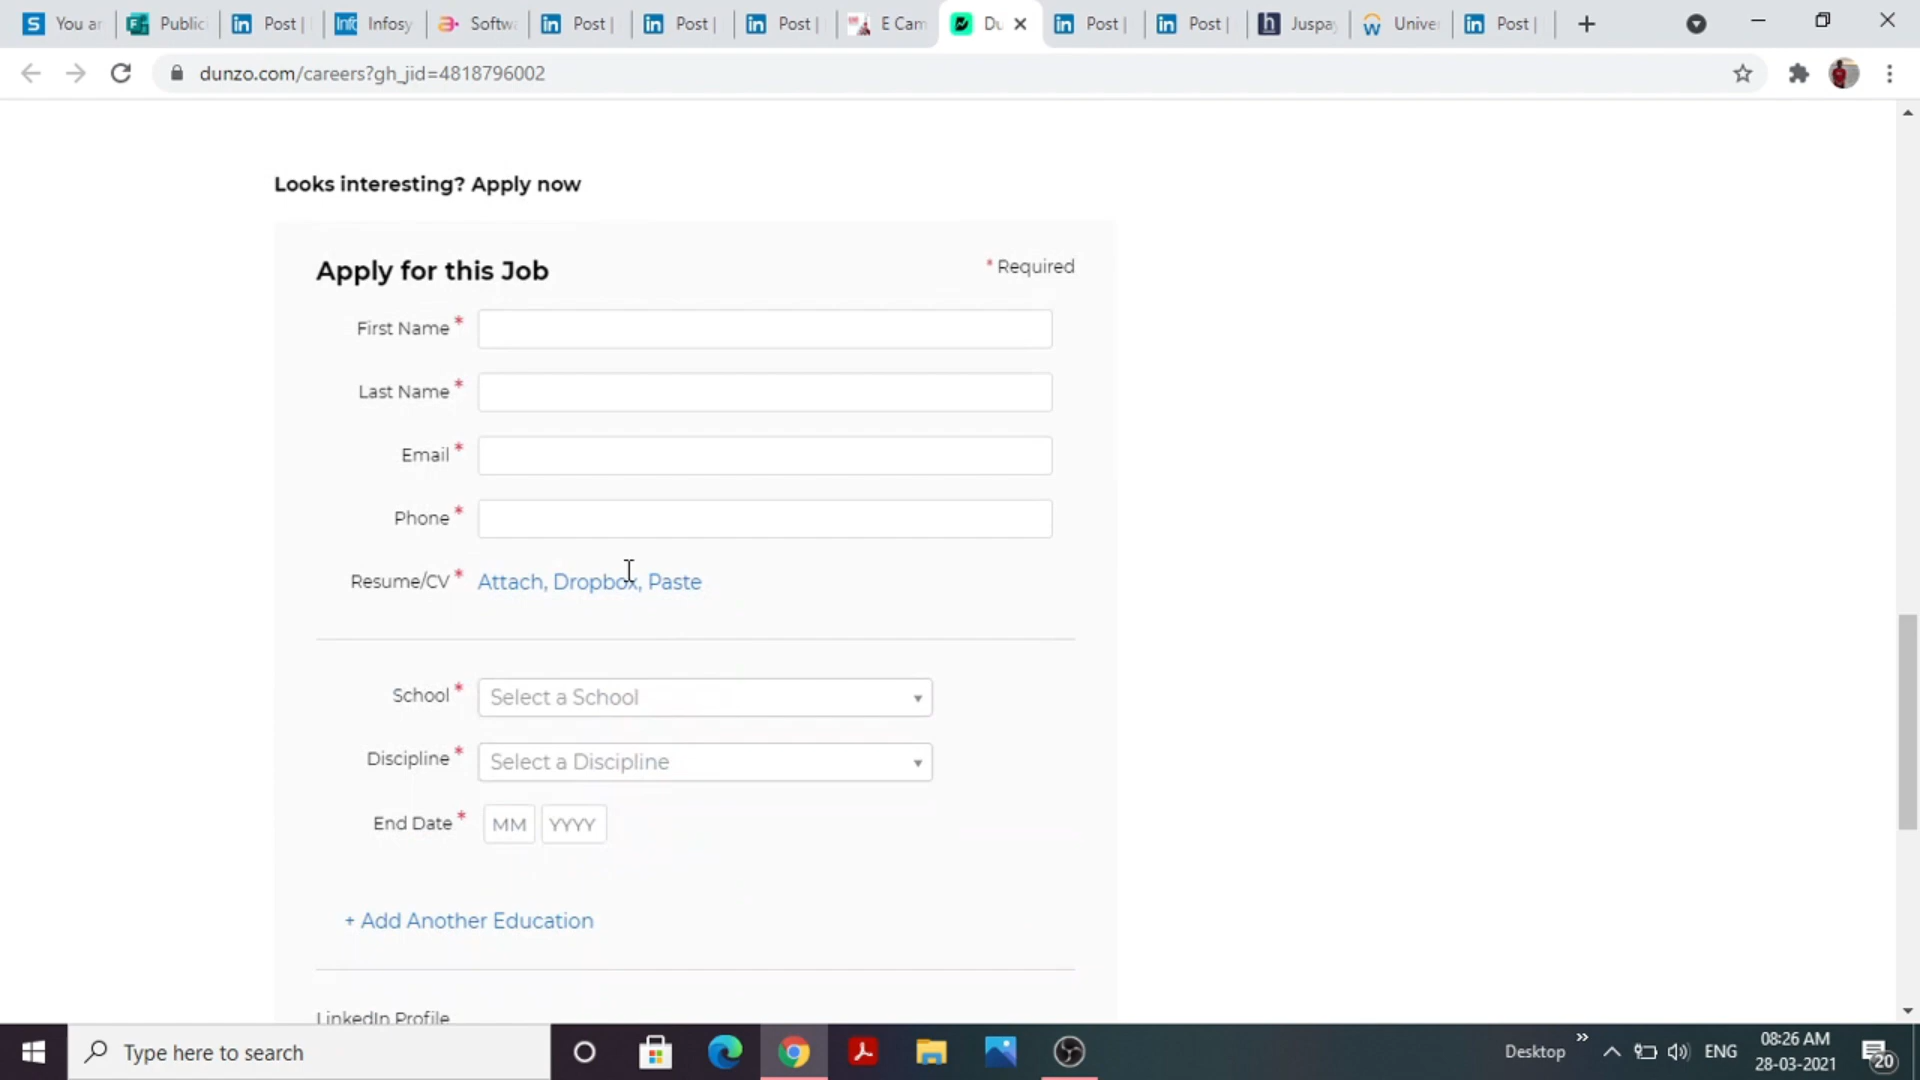 You ar
Public
Post |
Infosy
Softw
Post |
Post |
Post |
E Cam
Du
Post |
Post |
Juspay
Unive
Post |
dunzo.com/careers?gh_jid=4818796002
Looks interesting? Apply now
Apply for this Job
* Required
First Name *
Last Name *
Email *
Phone *
Resume/CV * Attach, Dropbox, Paste
School * Select a School
Discipline * Select a Discipline
End Date * MM YYYY
+ Add Another Education
LinkedIn Profile
Type here to search
Desktop
ENG
08:26 AM
28-03-2021
20